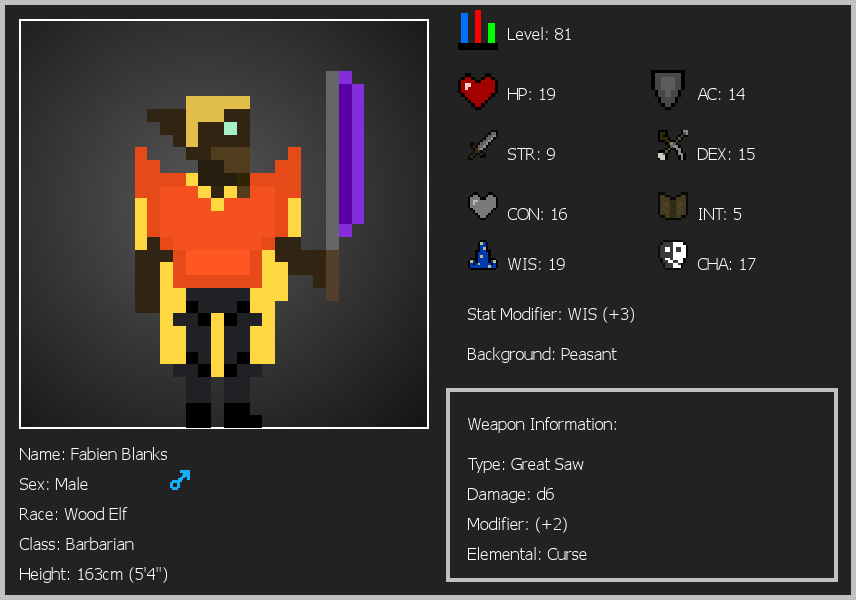 Level: 81
HP: 19
AC: 14
STR: 9
DEX: 15
CON: 16
INT: 5
WIS: 19
CHA: 17
Stat Modifier: WIS (+3)
Background: Peasant
Weapon Information:
Type: Great Saw
Damage: d6
Modifier: (+2)
Elemental: Curse
Name: Fabien Blanks
Sex: Male
Race: Wood Elf
Class: Barbarian
Height: 163cm (5'4")